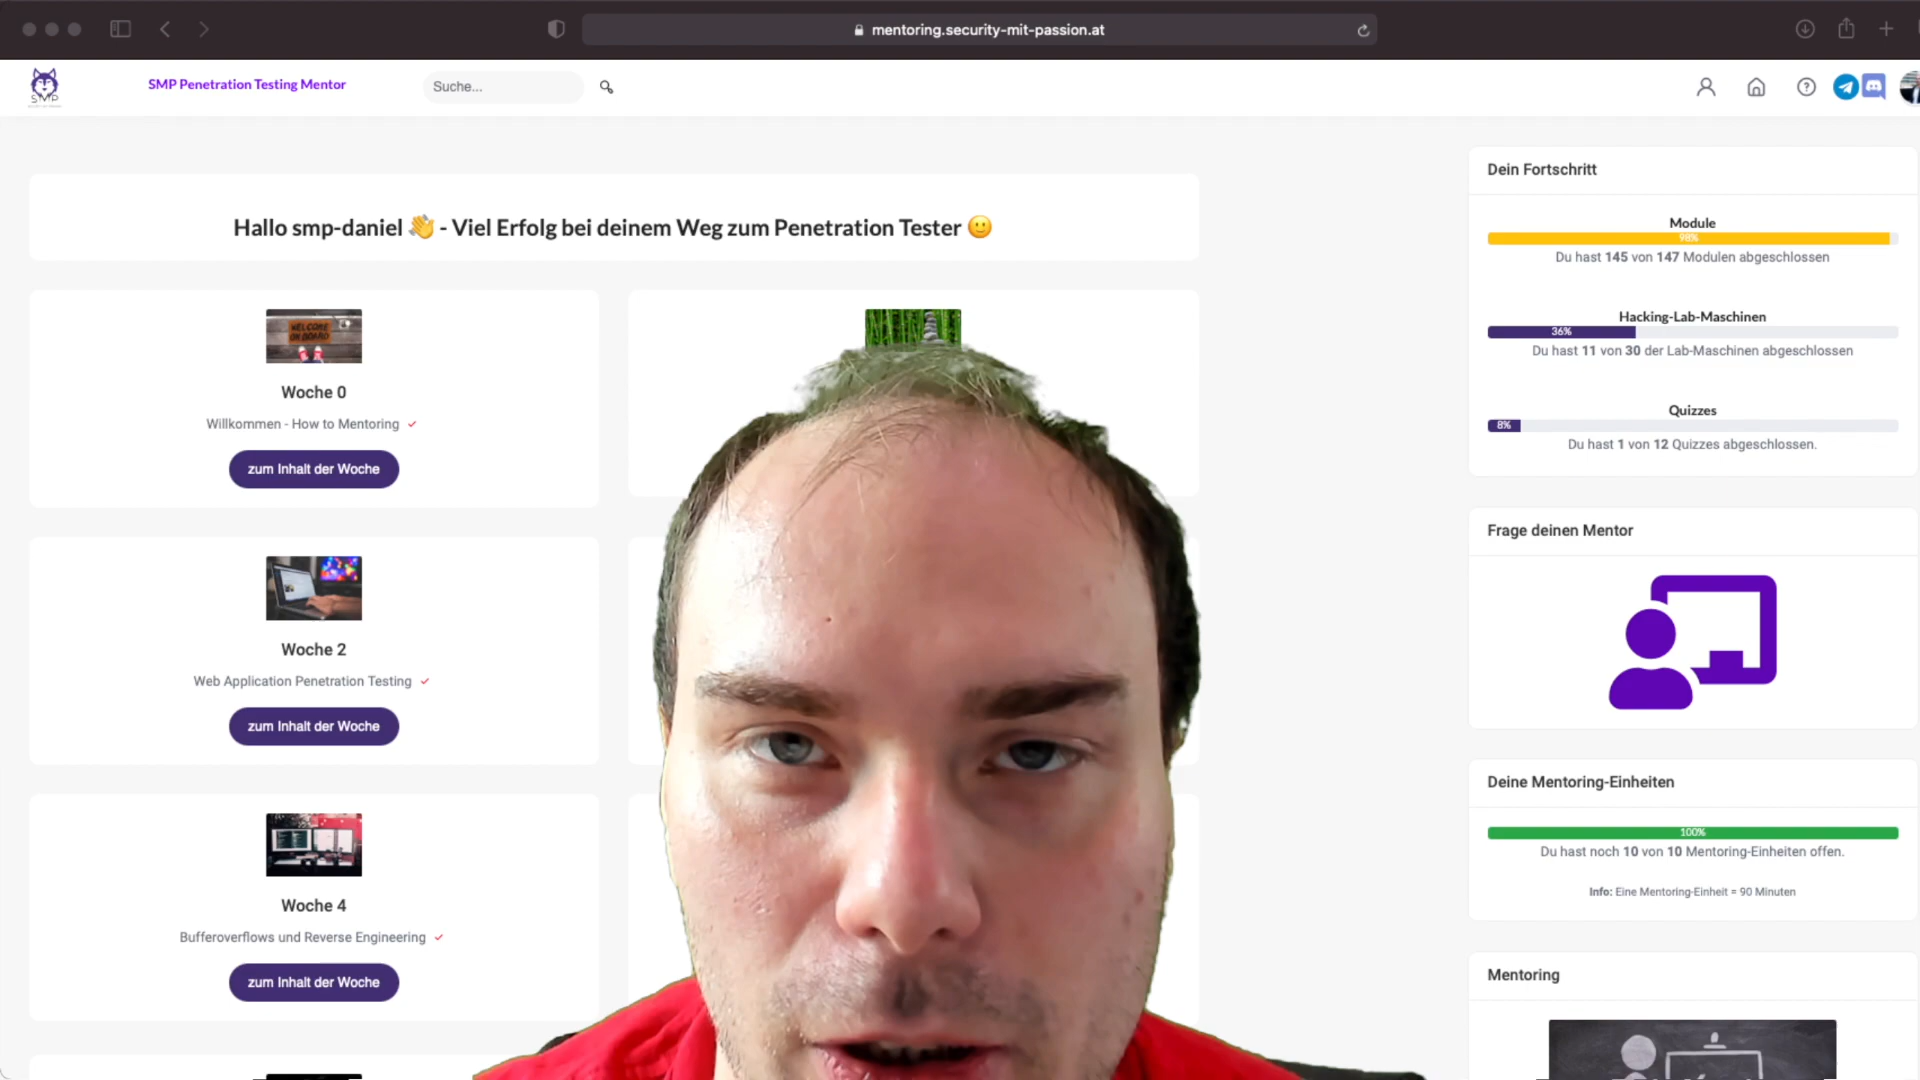 mentoring.security-mit-passion.at
SMP
SMP Penetration Testing Mentor
Suche...
Hallo smp-daniel 👋 - Viel Erfolg bei deinem Weg zum Penetration Tester 🙂
WELCOME
ON BOARD
Woche 0
Willkommen - How to Mentoring ✓
zum Inhalt der Woche
Woche 2
Web Application Penetration Testing ✓
zum Inhalt der Woche
Woche 4
Bufferoverflows und Reverse Engineering ✓
zum Inhalt der Woche
Dein Fortschritt
Module
98%
Du hast 145 von 147 Modulen abgeschlossen
Hacking-Lab-Maschinen
36%
Du hast 11 von 30 der Lab-Maschinen abgeschlossen
Quizzes
8%
Du hast 1 von 12 Quizzes abgeschlossen.
Frage deinen Mentor
Deine Mentoring-Einheiten
100%
Du hast noch 10 von 10 Mentoring-Einheiten offen.
Info: Eine Mentoring-Einheit = 90 Minuten
Mentoring